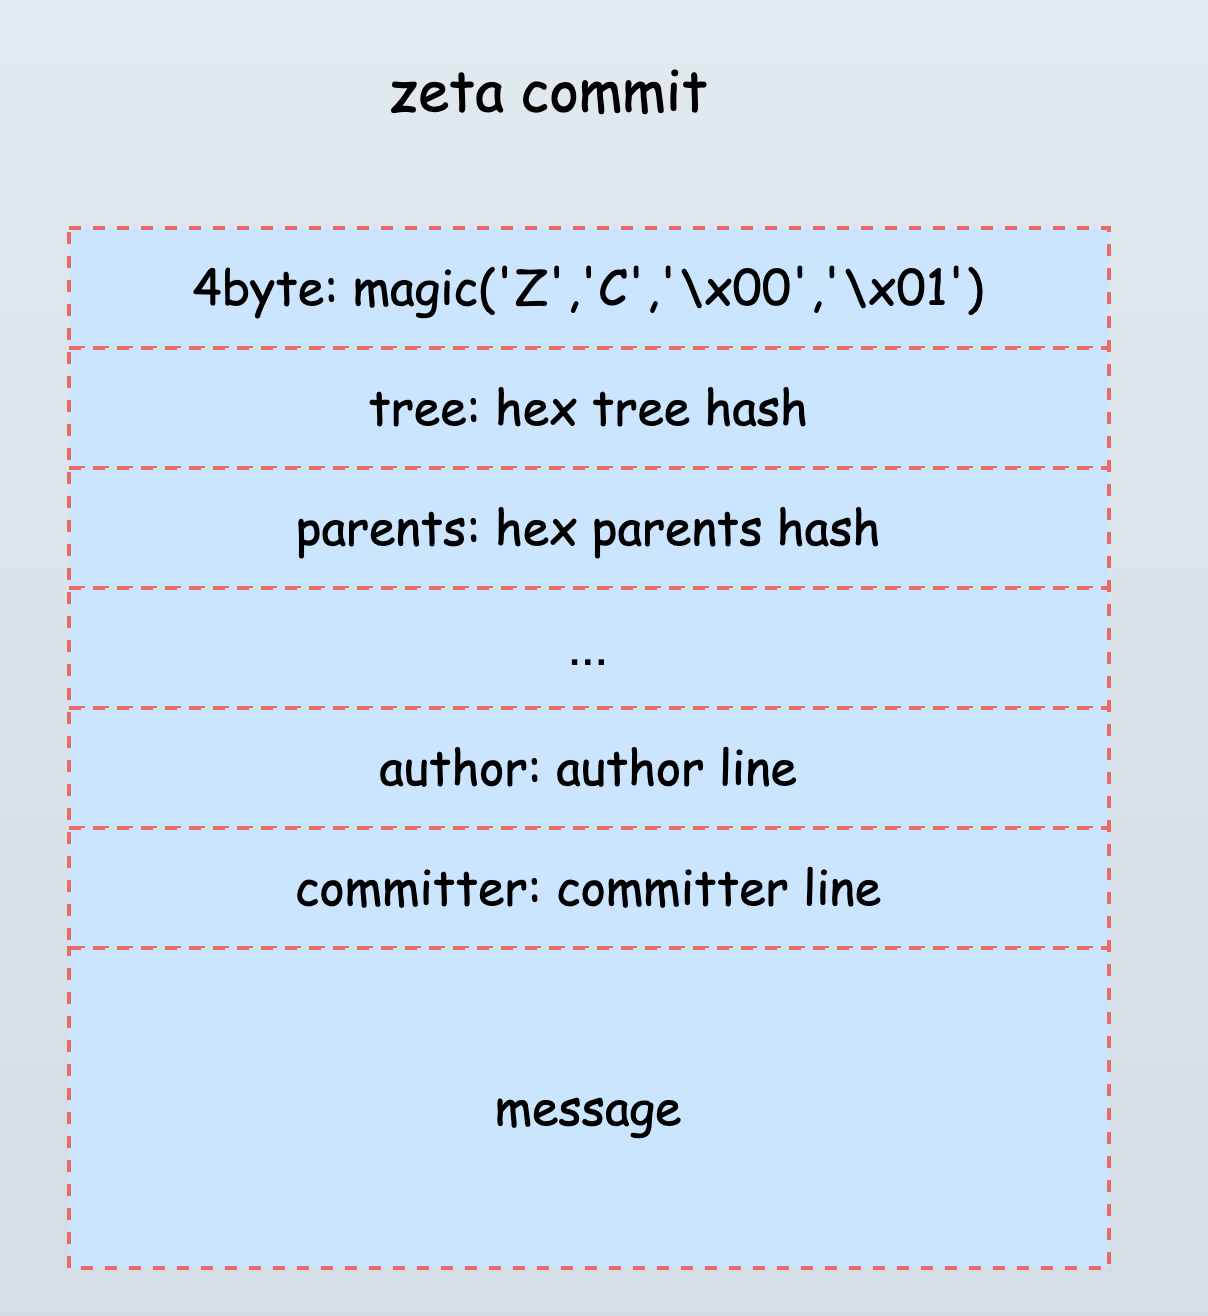 zeta commit
4byte: magic('Z','C','\x00','\x01')
tree: hex tree hash
parents: hex parents hash
...
author: author line
committer: committer line
message